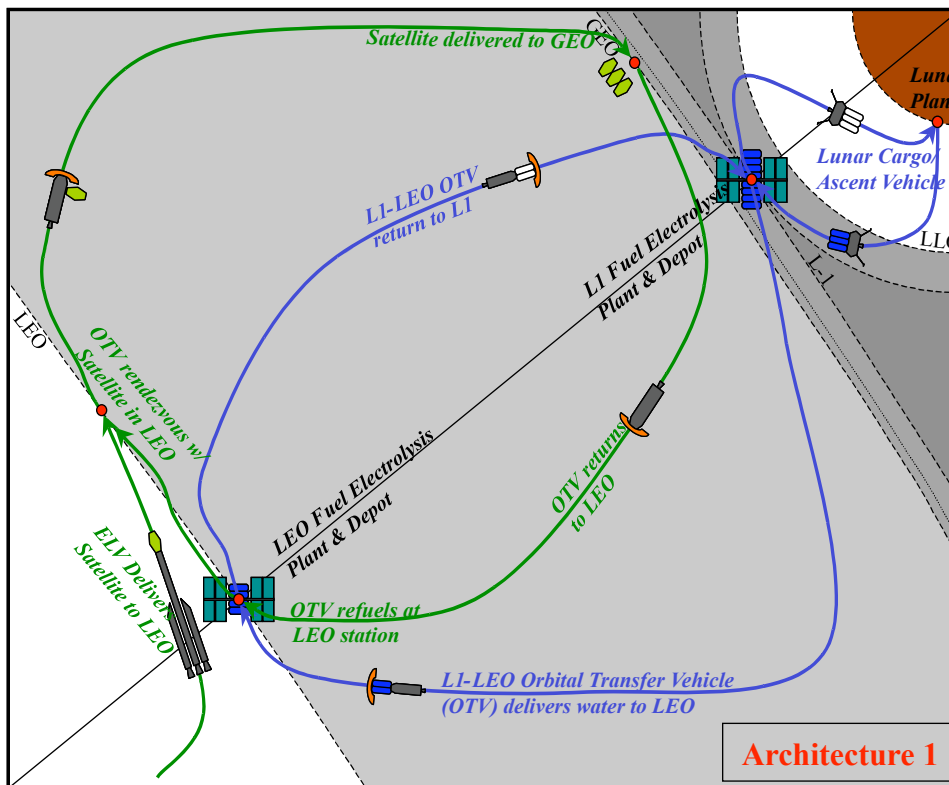 Satellite delivered to GEO
GEO
Luna
Plan
Lunar Cargo/
Ascent Vehicle
LLO
L-1
L1-LEO OTV
return to L1
L1 Fuel Electrolysis
Plant & Depot
LEO
OTV rendezvous w/
Satellite in LEO
LEO Fuel Electrolysis
Plant & Depot
OTV returns
to LEO
ELV Delivers
Satellite to LEO
OTV refuels at
LEO station
L1-LEO Orbital Transfer Vehicle
(OTV) delivers water to LEO
Architecture 1